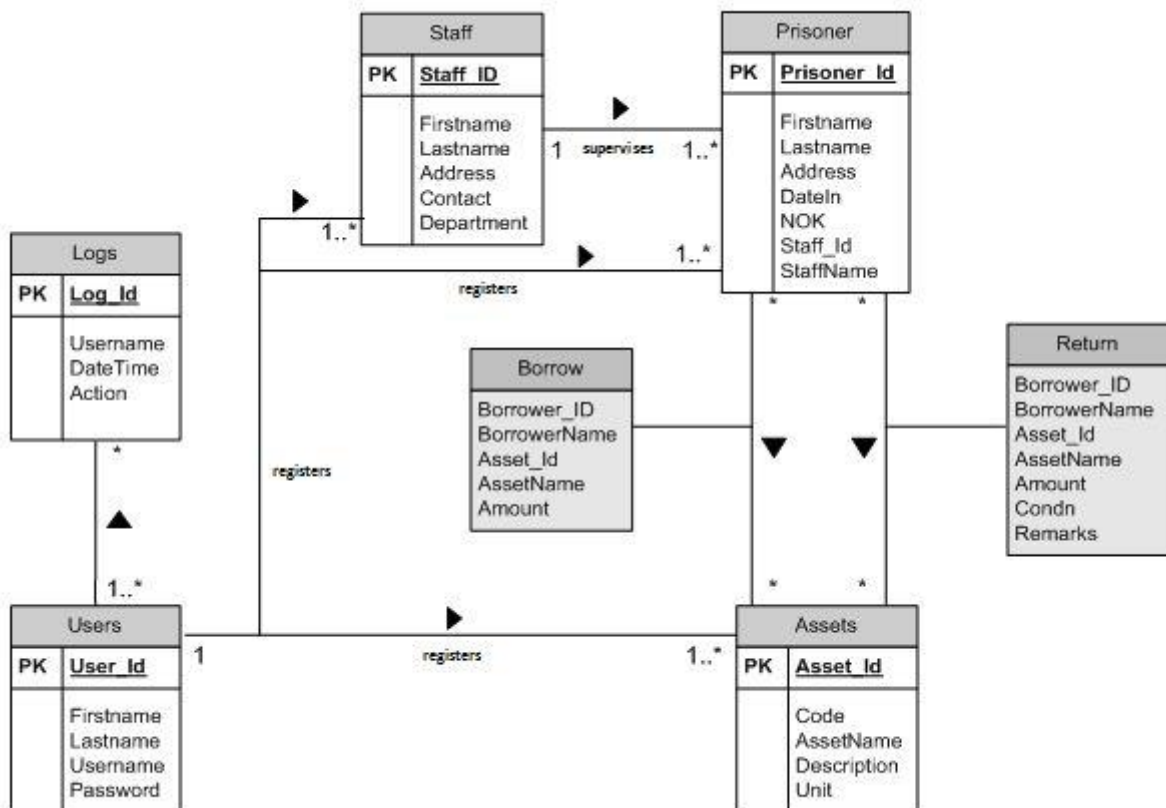 Staff
PK Staff_ID
Firstname
Lastname
Address
Contact
Department
Prisoner
PK Prisoner_Id
Firstname
Lastname
Address
DateIn
NOK
Staff_Id
StaffName
1 supervises 1..*
1..*
1..*
registers
Logs
PK Log_Id
Username
DateTime
Action
*
*
*
Borrow
Borrower_ID
BorrowerName
Asset_Id
AssetName
Amount
Return
Borrower_ID
BorrowerName
Asset_Id
AssetName
Amount
Condn
Remarks
registers
1..*
*
*
Users
PK User_Id
Firstname
Lastname
Username
Password
1 registers 1..*
Assets
PK Asset_Id
Code
AssetName
Description
Unit